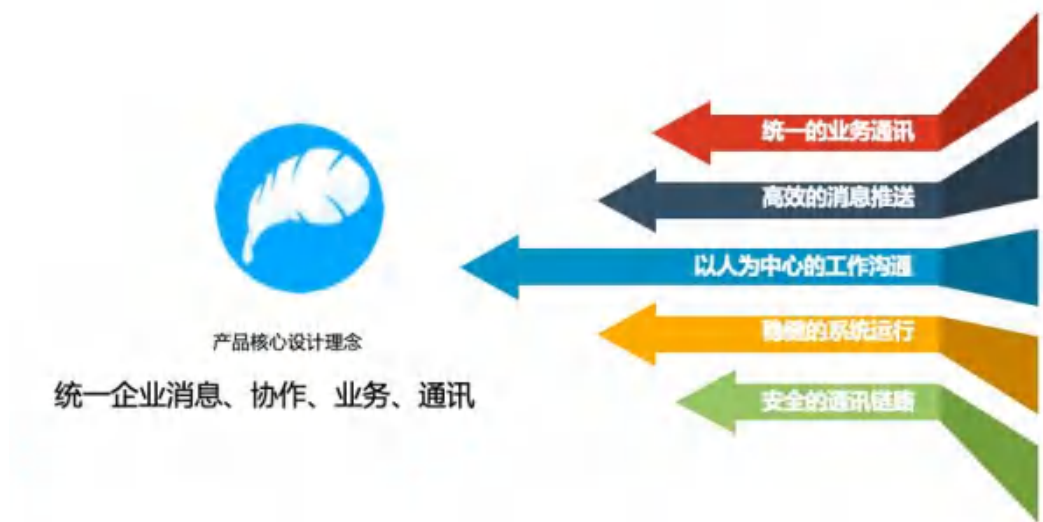 统一的业务通讯
高效的消息推送
以人为中心的工作沟通
稳健的系统运行
安全的通讯链路
产品核心设计理念
统一企业消息、协作、业务、通讯